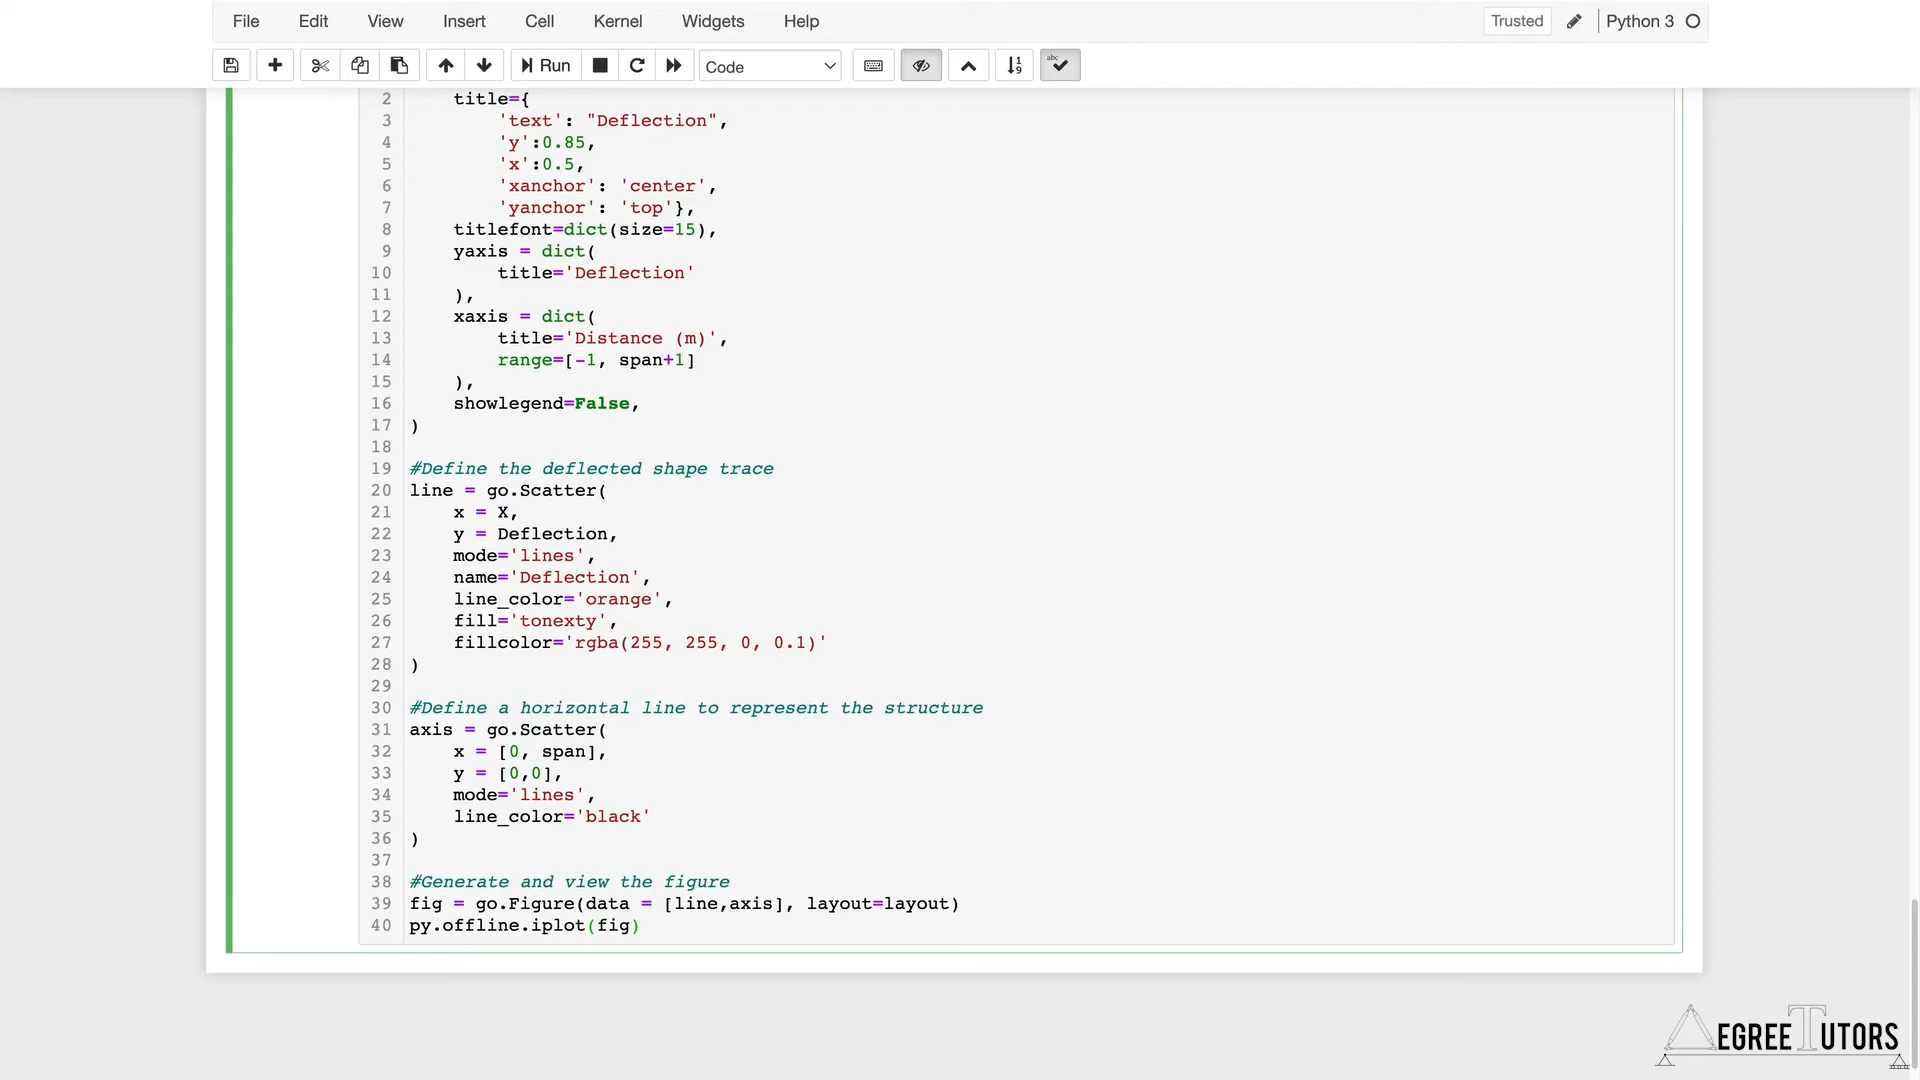 File Edit View Insert Cell Kernel Widgets Help Trusted Python 3
Run Code
2 title={
3 'text': "Deflection",
4 'y':0.85,
5 'x':0.5,
6 'xanchor': 'center',
7 'yanchor': 'top'},
8 titlefont=dict(size=15),
9 yaxis = dict(
10 title='Deflection'
11 ),
12 xaxis = dict(
13 title='Distance (m)',
14 range=[-1, span+1]
15 ),
16 showlegend=False,
17 )
18
19 #Define the deflected shape trace
20 line = go.Scatter(
21 x = X,
22 y = Deflection,
23 mode='lines',
24 name='Deflection',
25 line_color='orange',
26 fill='tonexty',
27 fillcolor='rgba(255, 255, 0, 0.1)'
28 )
29
30 #Define a horizontal line to represent the structure
31 axis = go.Scatter(
32 x = [0, span],
33 y = [0,0],
34 mode='lines',
35 line_color='black'
36 )
37
38 #Generate and view the figure
39 fig = go.Figure(data = [line,axis], layout=layout)
40 py.offline.iplot(fig)
DEGREE TUTORS